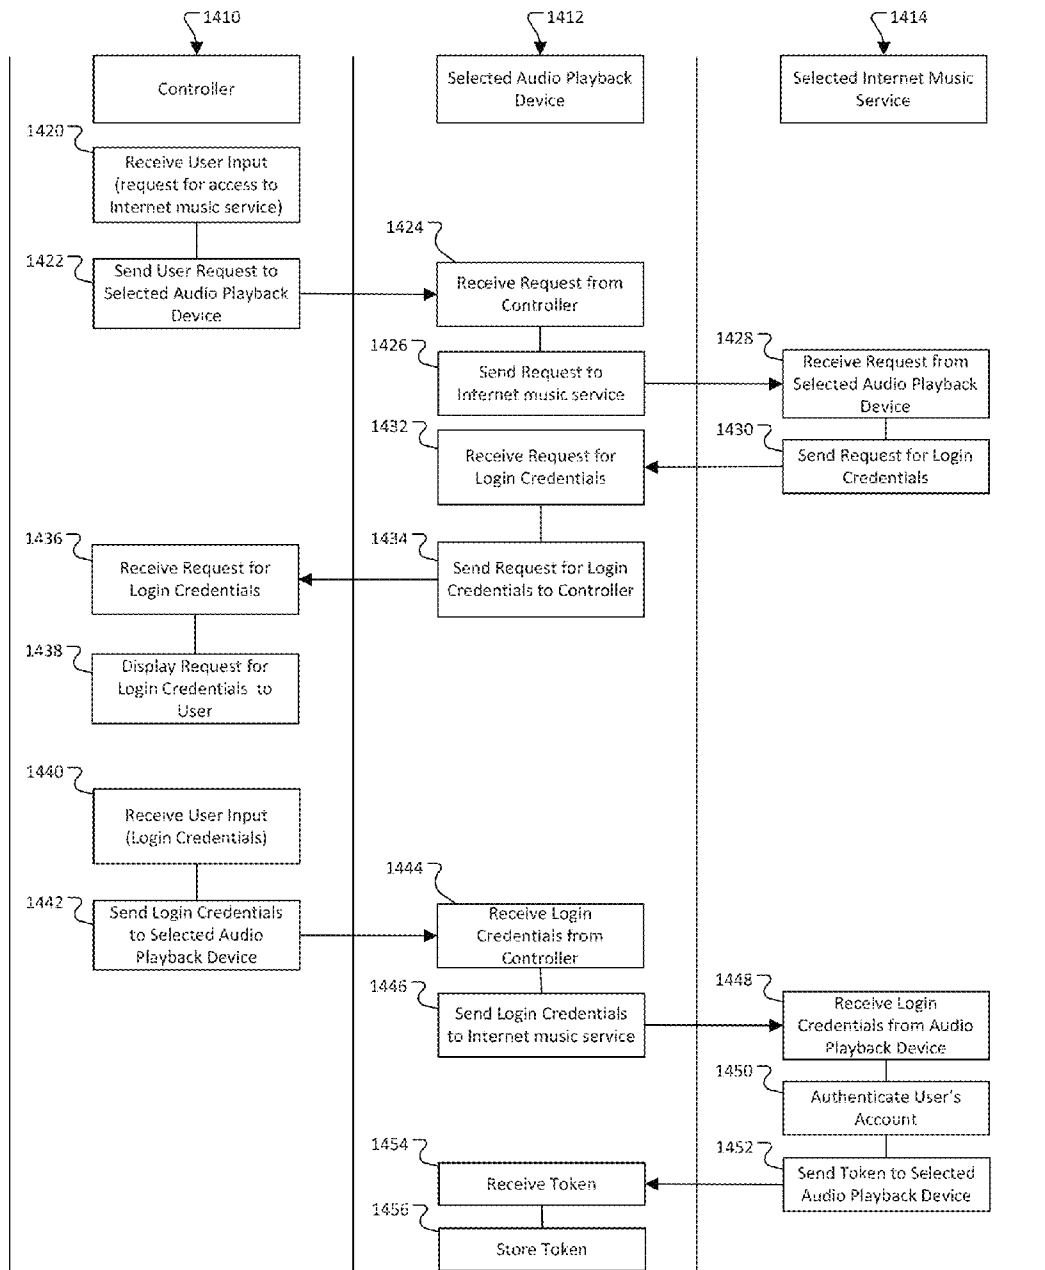 1410
1412
1414
Controller
Selected Audio Playback
Device
Selected Internet Music
Service
1420
Receive User Input
(request for access to
Internet music service)
1422
Send User Request to
Selected Audio Playback
Device
1424
Receive Request from
Controller
1426
Send Request to
Internet music service
1428
Receive Request from
Selected Audio Playback
Device
1430
Send Request for Login
Credentials
1432
Receive Request for
Login Credentials
1434
Send Request for Login
Credentials to Controller
1436
Receive Request for
Login Credentials
1438
Display Request for
Login Credentials to
User
1440
Receive User Input
(Login Credentials)
1442
Send Login Credentials
to Selected Audio
Playback Device
1444
Receive Login
Credentials from
Controller
1446
Send Login Credentials
to Internet music service
1448
Receive Login
Credentials from Audio
Playback Device
1450
Authenticate User's
Account
1452
Send Token to Selected
Audio Playback Device
1454
Receive Token
1456
Store Token